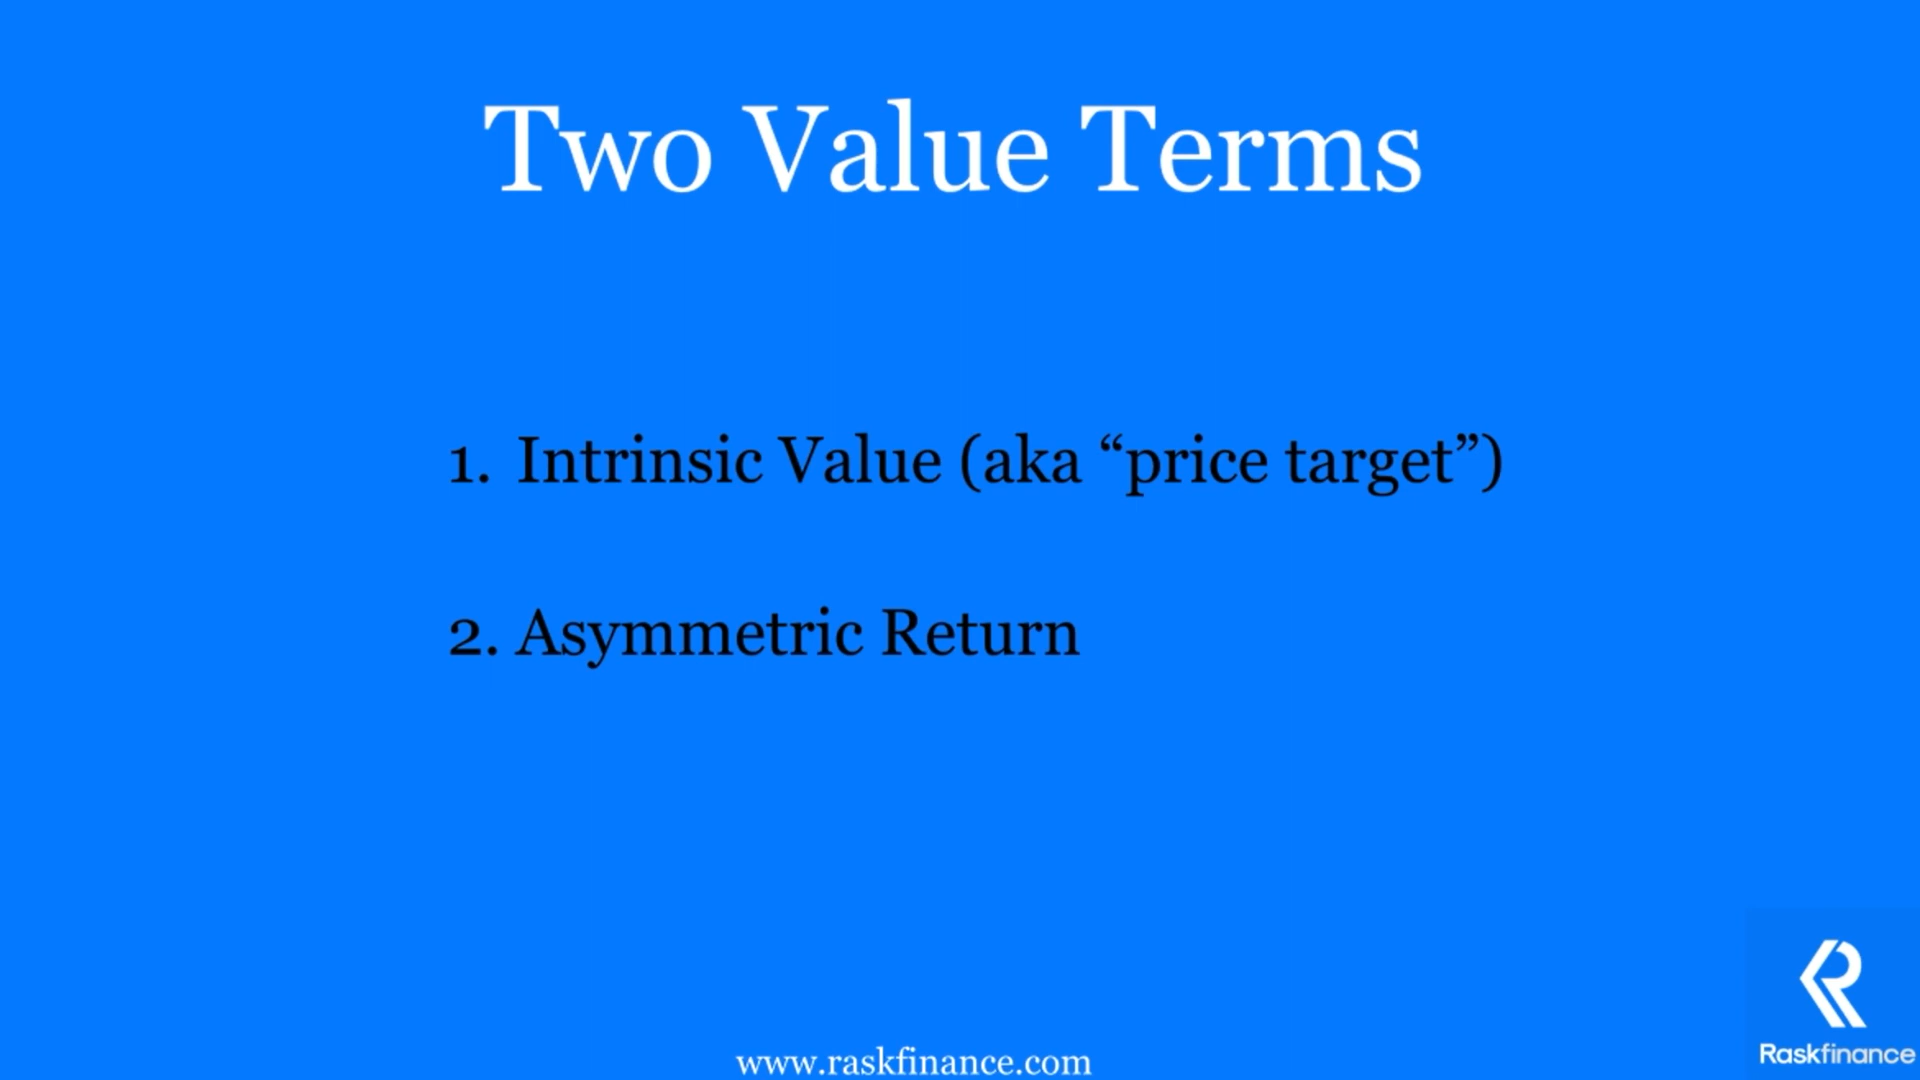 Two Value Terms
1. Intrinsic Value (aka “price target”)
2. Asymmetric Return
www.raskfinance.com
Raskfinance